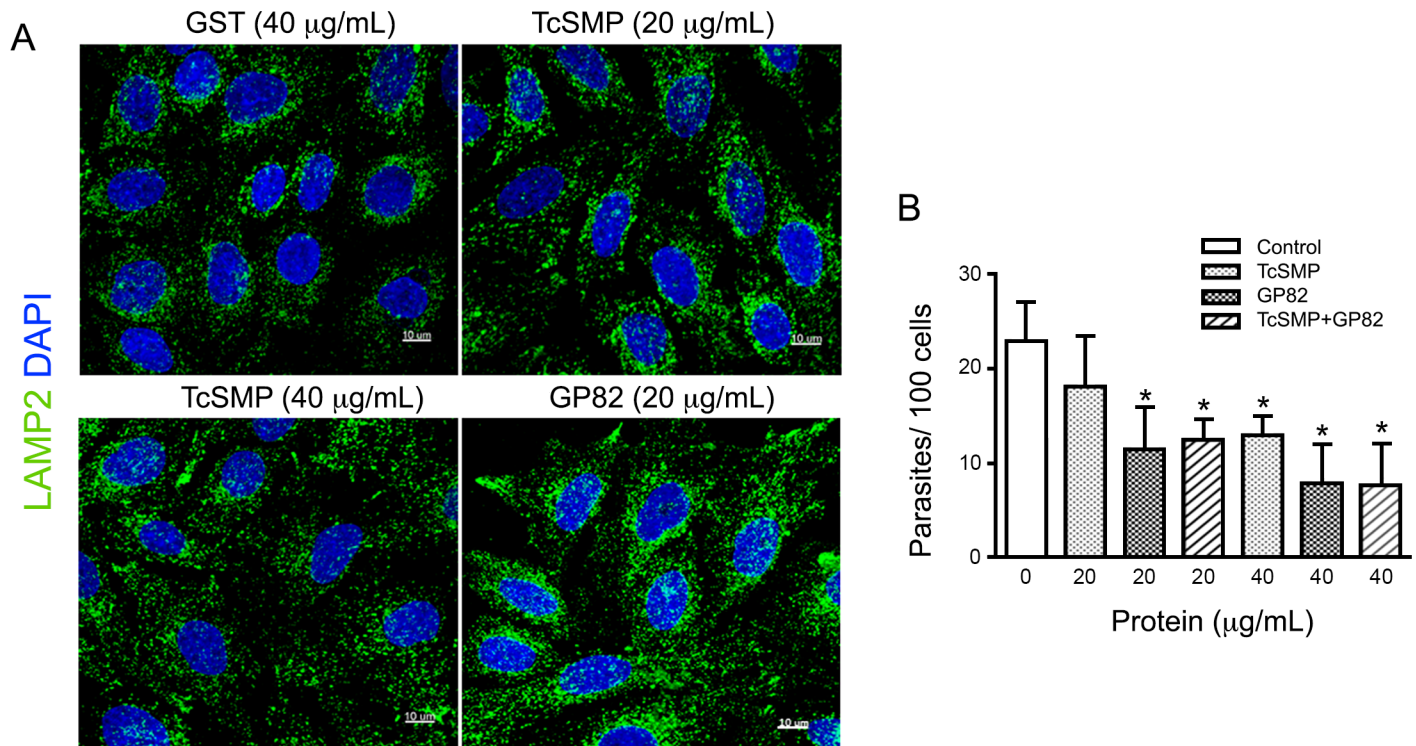 A
GST (40 μg/mL)
TcSMP (20 μg/mL)
LAMP2 DAPI
10 um
10 um
TcSMP (40 μg/mL)
GP82 (20 μg/mL)
10 um
10 um
B
Control
TcSMP
GP82
TcSMP+GP82
Parasites/ 100 cells
30
20
10
0
* * * * *
0 20 20 20 40 40 40
Protein (μg/mL)